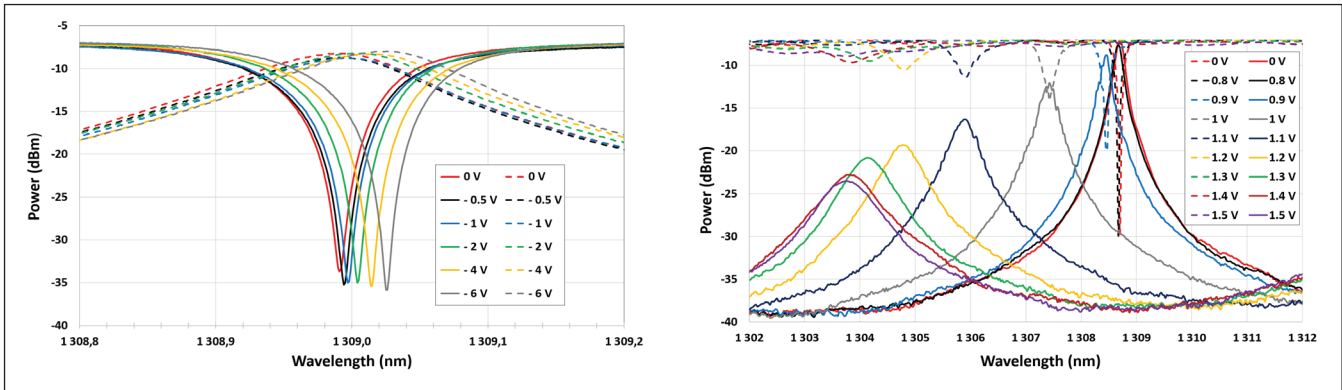 -5
-10
-15
-20
-25
-30
-35
-40
Power (dBm)
0 V 0 V
- 0.5 V - 0.5 V
- 1 V - 1 V
- 2 V - 2 V
- 4 V - 4 V
- 6 V - 6 V
1 308,8 1 308,9 1 309,0 1 309,1 1 309,2
Wavelength (nm)
-10
-15
-20
-25
-30
-35
-40
Power (dBm)
0 V 0 V
0.8 V 0.8 V
0.9 V 0.9 V
1 V 1 V
1.1 V 1.1 V
1.2 V 1.2 V
1.3 V 1.3 V
1.4 V 1.4 V
1.5 V 1.5 V
1 302 1 303 1 304 1 305 1 306 1 307 1 308 1 309 1 310 1 311 1 312
Wavelength (nm)